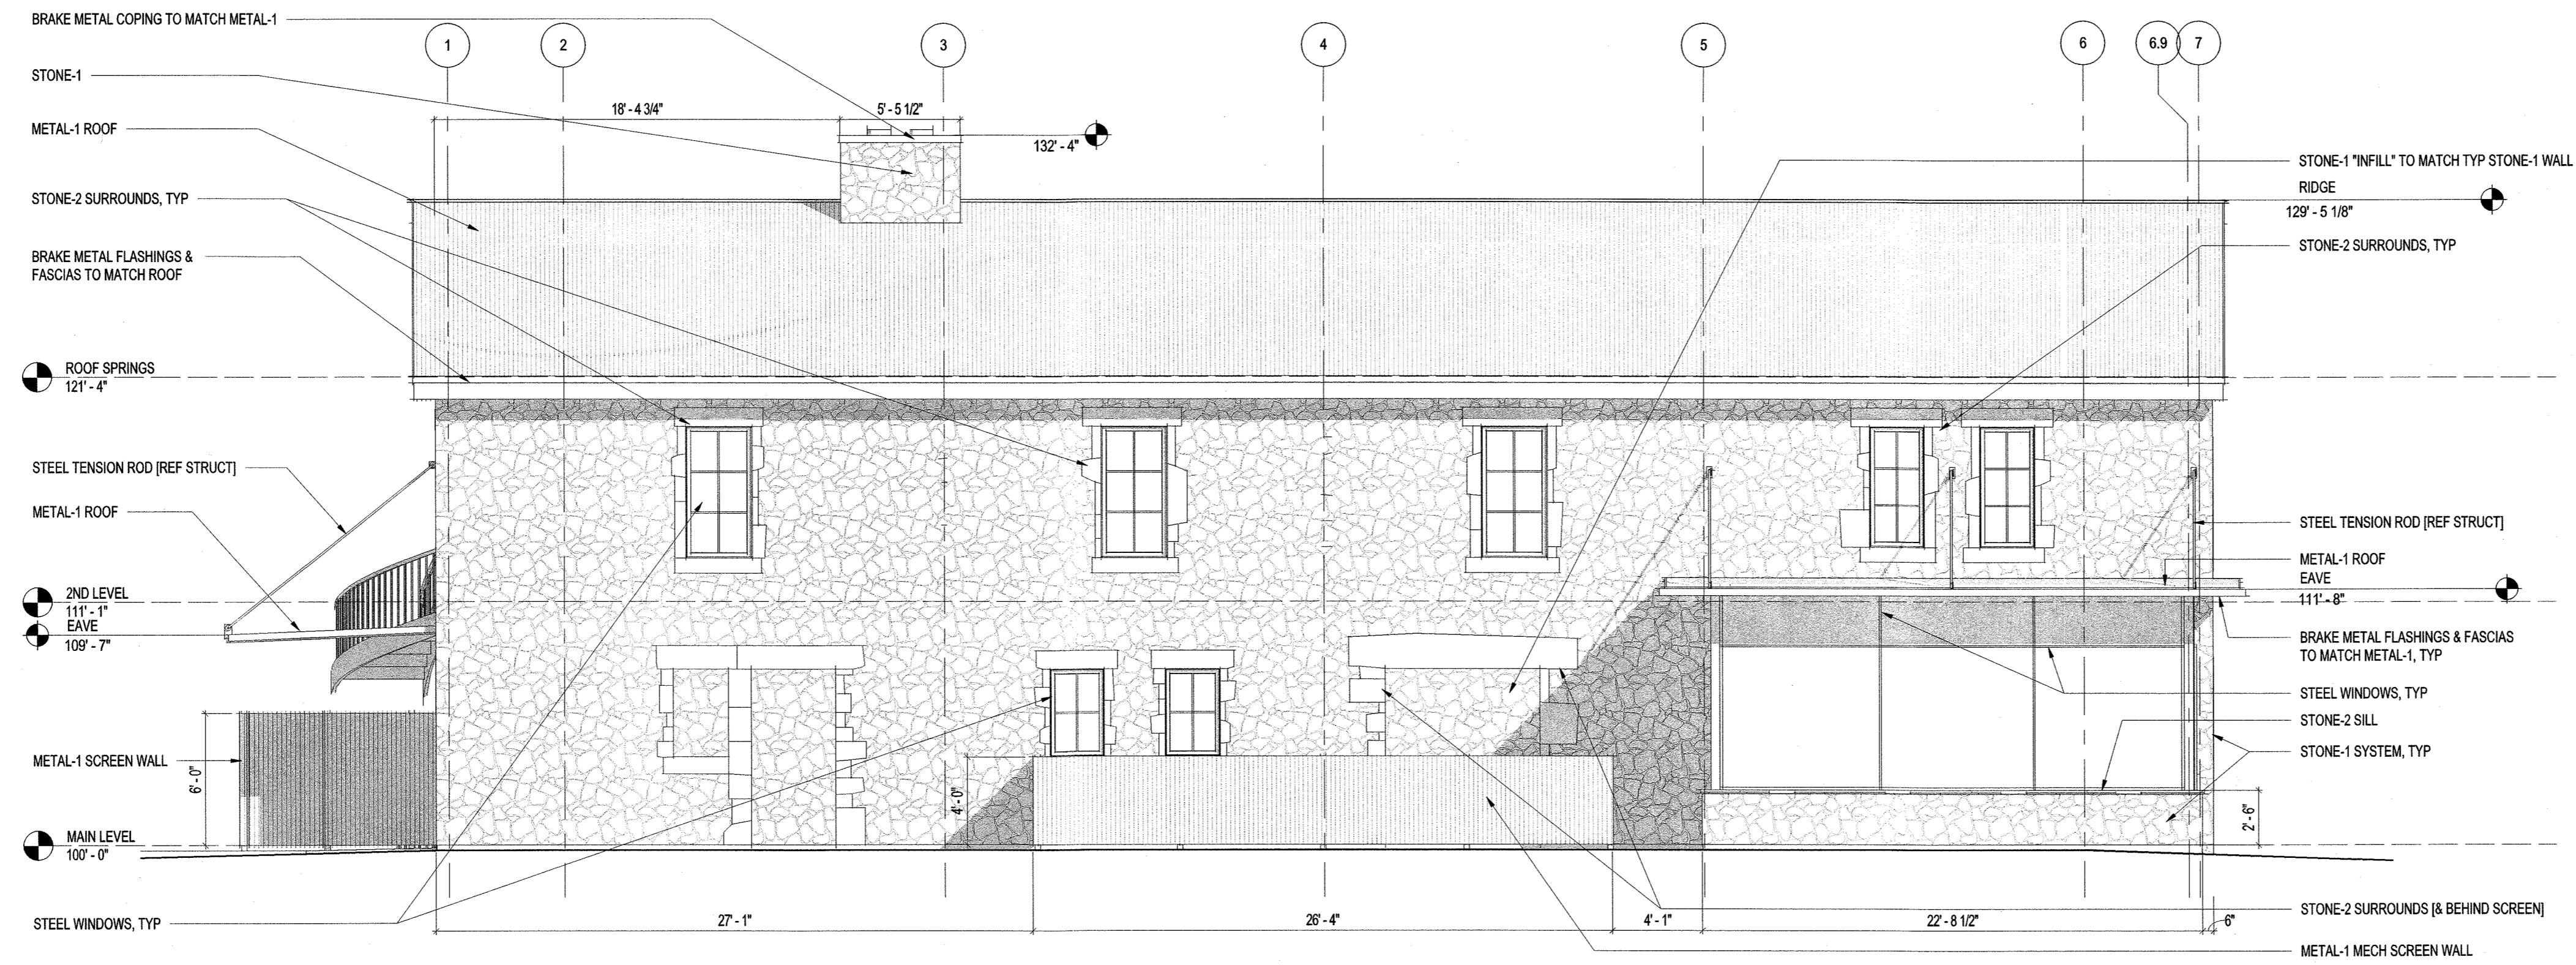 BRAKE METAL COPING TO MATCH METAL-1
1
2
3
4
5
6
6.9
7
STONE-1
18' - 4 3/4"
5' - 5 1/2"
METAL-1 ROOF
132' - 4"
STONE-1 "INFILL" TO MATCH TYP STONE-1 WALL
RIDGE
129' - 5 1/8"
STONE-2 SURROUNDS, TYP
STONE-2 SURROUNDS, TYP
BRAKE METAL FLASHINGS &
FASCIAS TO MATCH ROOF
ROOF SPRINGS
121' - 4"
STEEL TENSION ROD [REF STRUCT]
METAL-1 ROOF
STEEL TENSION ROD [REF STRUCT]
METAL-1 ROOF
EAVE
111' - 8"
2ND LEVEL
111' - 1"
EAVE
109' - 7"
BRAKE METAL FLASHINGS & FASCIAS
TO MATCH METAL-1, TYP
STEEL WINDOWS, TYP
STONE-2 SILL
STONE-1 SYSTEM, TYP
METAL-1 SCREEN WALL
6' - 0"
4' - 0"
2' - 6"
MAIN LEVEL
100' - 0"
STEEL WINDOWS, TYP
27' - 1"
26' - 4"
4' - 1"
22' - 8 1/2"
6"
STONE-2 SURROUNDS [& BEHIND SCREEN]
METAL-1 MECH SCREEN WALL